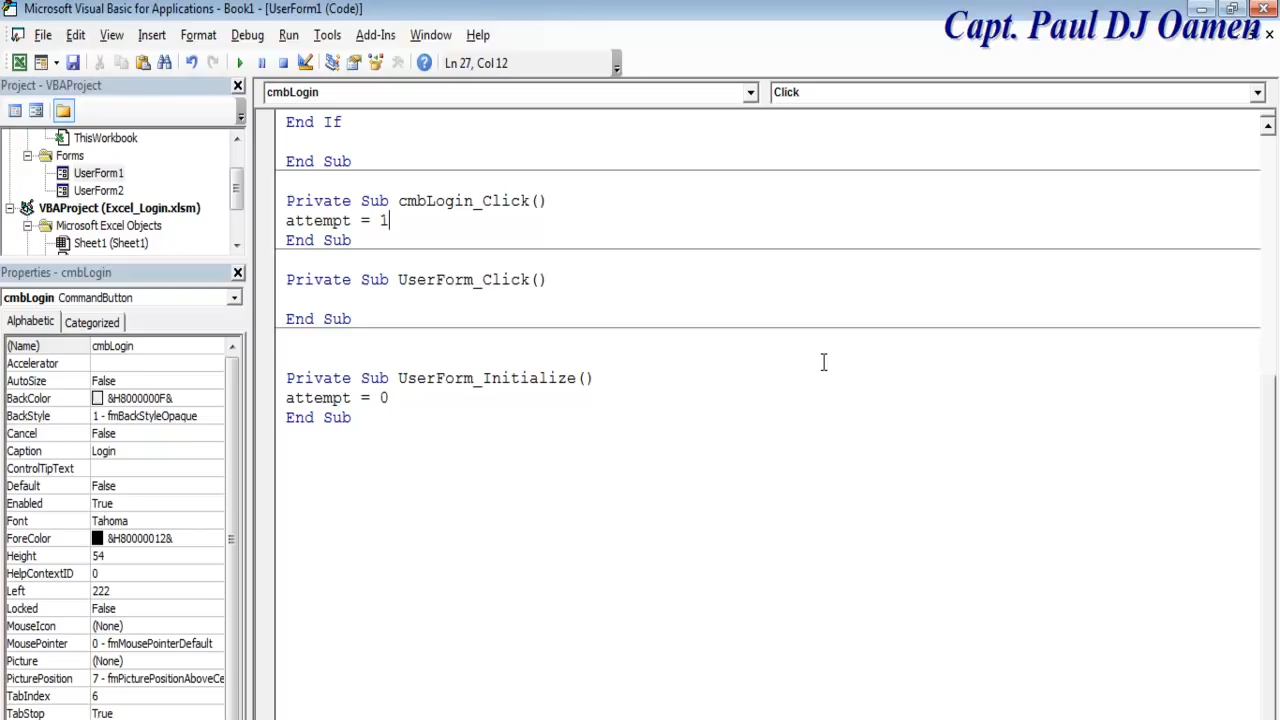 Microsoft Visual Basic for Applications - Book1 - [UserForm1 (Code)]
Capt. Paul DJ Oamen
File Edit View Insert Format Debug Run Tools Add-Ins Window Help
Ln 27, Col 12
Project - VBAProject
cmbLogin
Click
ThisWorkbook
Forms
UserForm1
UserForm2
VBAProject (Excel_Login.xlsm)
Microsoft Excel Objects
Sheet1 (Sheet1)
End If
End Sub
Private Sub cmbLogin_Click()
attempt = 1
End Sub
Private Sub UserForm_Click()
End Sub
Private Sub UserForm_Initialize()
attempt = 0
End Sub
Properties - cmbLogin
cmbLogin CommandButton
Alphabetic Categorized
(Name) cmbLogin
Accelerator
AutoSize False
BackColor &H8000000F&
BackStyle 1 - fmBackStyleOpaque
Cancel False
Caption Login
ControlTipText
Default False
Enabled True
Font Tahoma
ForeColor &H80000012&
Height 54
HelpContextID 0
Left 222
Locked False
MouseIcon (None)
MousePointer 0 - fmMousePointerDefault
Picture (None)
PicturePosition 7 - fmPicturePositionAboveCe
TabIndex 6
TabStop True